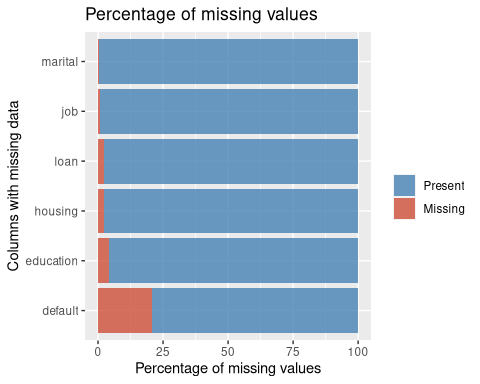 Percentage of missing values
Columns with missing data
marital
job
loan
housing
education
default
0 25 50 75 100
Percentage of missing values
Present
Missing